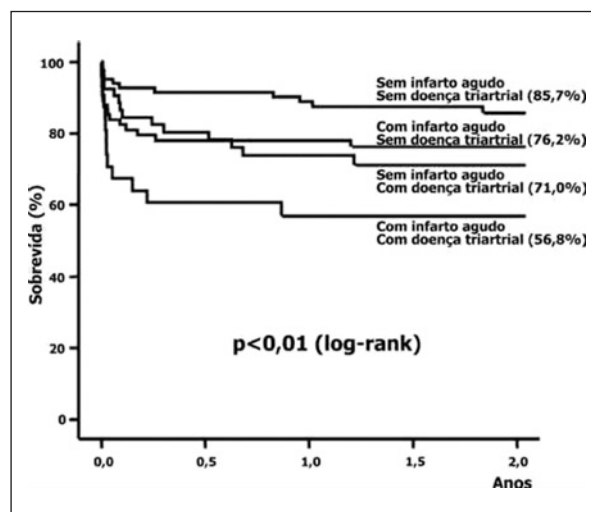 100
80
60
40
20
0
Sobrevida (%)
Sem infarto agudo
Sem doença triartrial (85,7%)
Com infarto agudo
Sem doença triartrial (76,2%
Sem infarto agudo
Com doença triartrial (71,0%)
Com infarto agudo
Com doença triartrial (56,8%)
p<0,01 (log-rank)
0,0 0,5 1,0 1,5 2,0
Anos